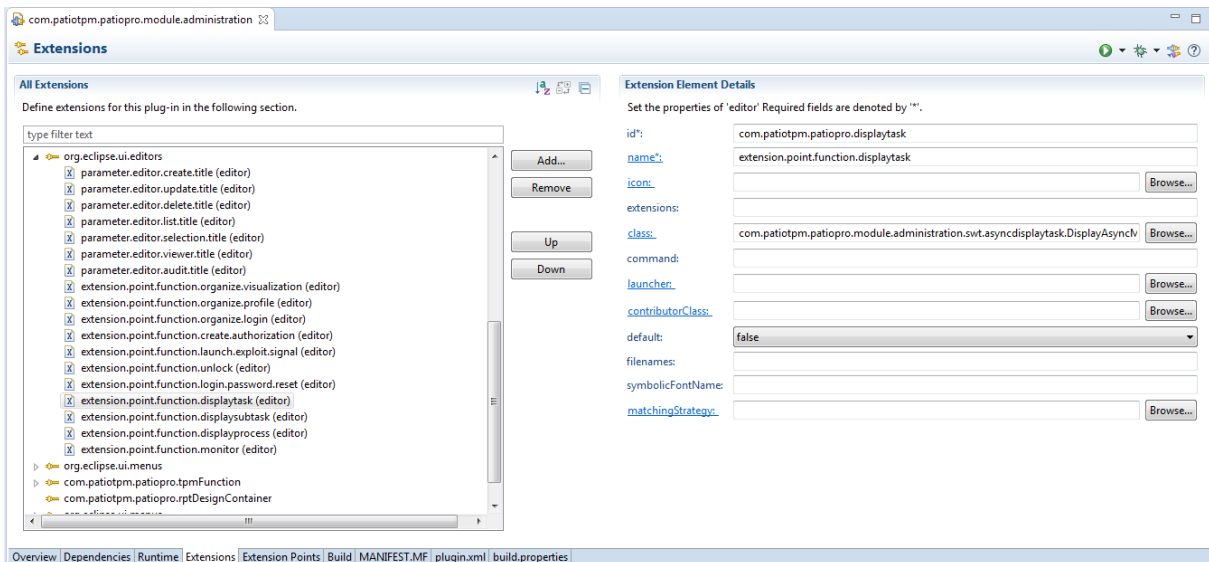 com.patiotpm.patiopro.module.administration
Extensions
All Extensions
Define extensions for this plug-in in the following section.
type filter text
org.eclipse.ui.editors
parameter.editor.create.title (editor)
parameter.editor.update.title (editor)
parameter.editor.delete.title (editor)
parameter.editor.list.title (editor)
parameter.editor.selection.title (editor)
parameter.editor.viewer.title (editor)
parameter.editor.audit.title (editor)
extension.point.function.organize.visualization (editor)
extension.point.function.organize.profile (editor)
extension.point.function.organize.login (editor)
extension.point.function.create.authorization (editor)
extension.point.function.launch.exploit.signal (editor)
extension.point.function.unlock (editor)
extension.point.function.login.password.reset (editor)
extension.point.function.displaytask (editor)
extension.point.function.displaysubtask (editor)
extension.point.function.displayprocess (editor)
extension.point.function.monitor (editor)
org.eclipse.ui.menus
com.patiotpm.patiopro.tpmFunction
com.patiotpm.patiopro.rptDesignContainer
Add...
Remove
Up
Down
Extension Element Details
Set the properties of 'editor' Required fields are denoted by '*'.
id*: com.patiotpm.patiopro.displaytask
name*: extension.point.function.displaytask
icon: Browse...
extensions:
class: com.patiotpm.patiopro.module.administration.swt.asyncdisplaytask.DisplayAsyncM Browse...
command:
launcher: Browse...
contributorClass: Browse...
default: false
filenames:
symbolicFontName:
matchingStrategy: Browse...
Overview Dependencies Runtime Extensions Extension Points Build MANIFEST.MF plugin.xml build.properties